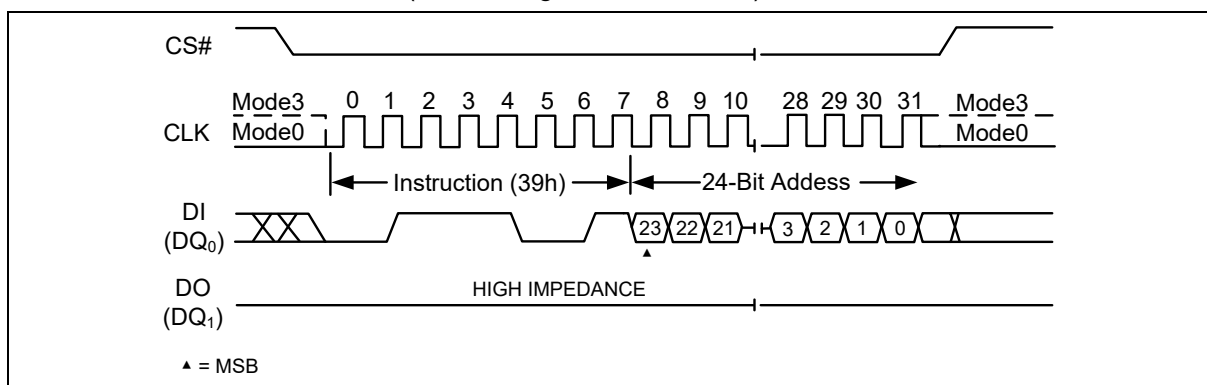 CS#
Mode3 0 1 2 3 4 5 6 7 8 9 10 28 29 30 31 Mode3
CLK Mode0 Mode0
Instruction (39h) 24-Bit Addess
DI
(DQ0) 23 22 21 3 2 1 0
DO HIGH IMPEDANCE
(DQ1)
▲ = MSB